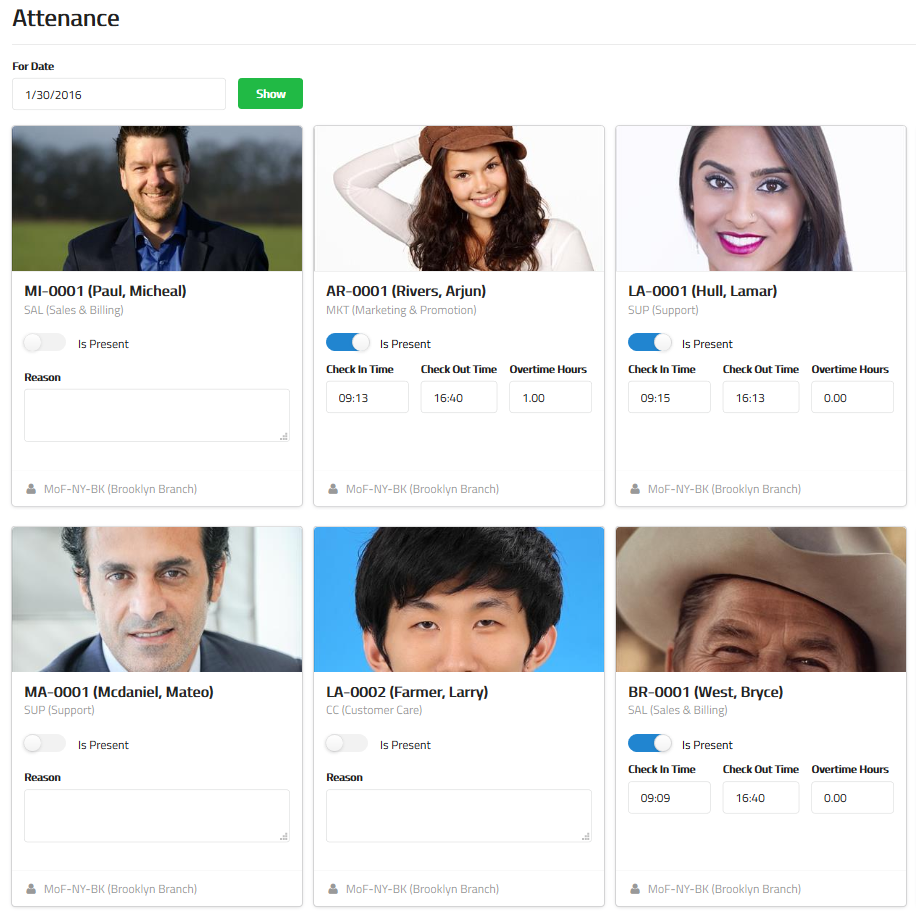 Attenance
For Date
1/30/2016
Show
MI-0001 (Paul, Micheal)
SAL (Sales & Billing)
Is Present
Reason
MoF-NY-BK (Brooklyn Branch)
AR-0001 (Rivers, Arjun)
MKT (Marketing & Promotion)
Is Present
Check In Time Check Out Time Overtime Hours
09:13 16:40 1.00
MoF-NY-BK (Brooklyn Branch)
LA-0001 (Hull, Lamar)
SUP (Support)
Is Present
Check In Time Check Out Time Overtime Hours
09:15 16:13 0.00
MoF-NY-BK (Brooklyn Branch)
MA-0001 (Mcdaniel, Mateo)
SUP (Support)
Is Present
Reason
MoF-NY-BK (Brooklyn Branch)
LA-0002 (Farmer, Larry)
CC (Customer Care)
Is Present
Reason
MoF-NY-BK (Brooklyn Branch)
BR-0001 (West, Bryce)
SAL (Sales & Billing)
Is Present
Check In Time Check Out Time Overtime Hours
09:09 16:40 0.00
MoF-NY-BK (Brooklyn Branch)